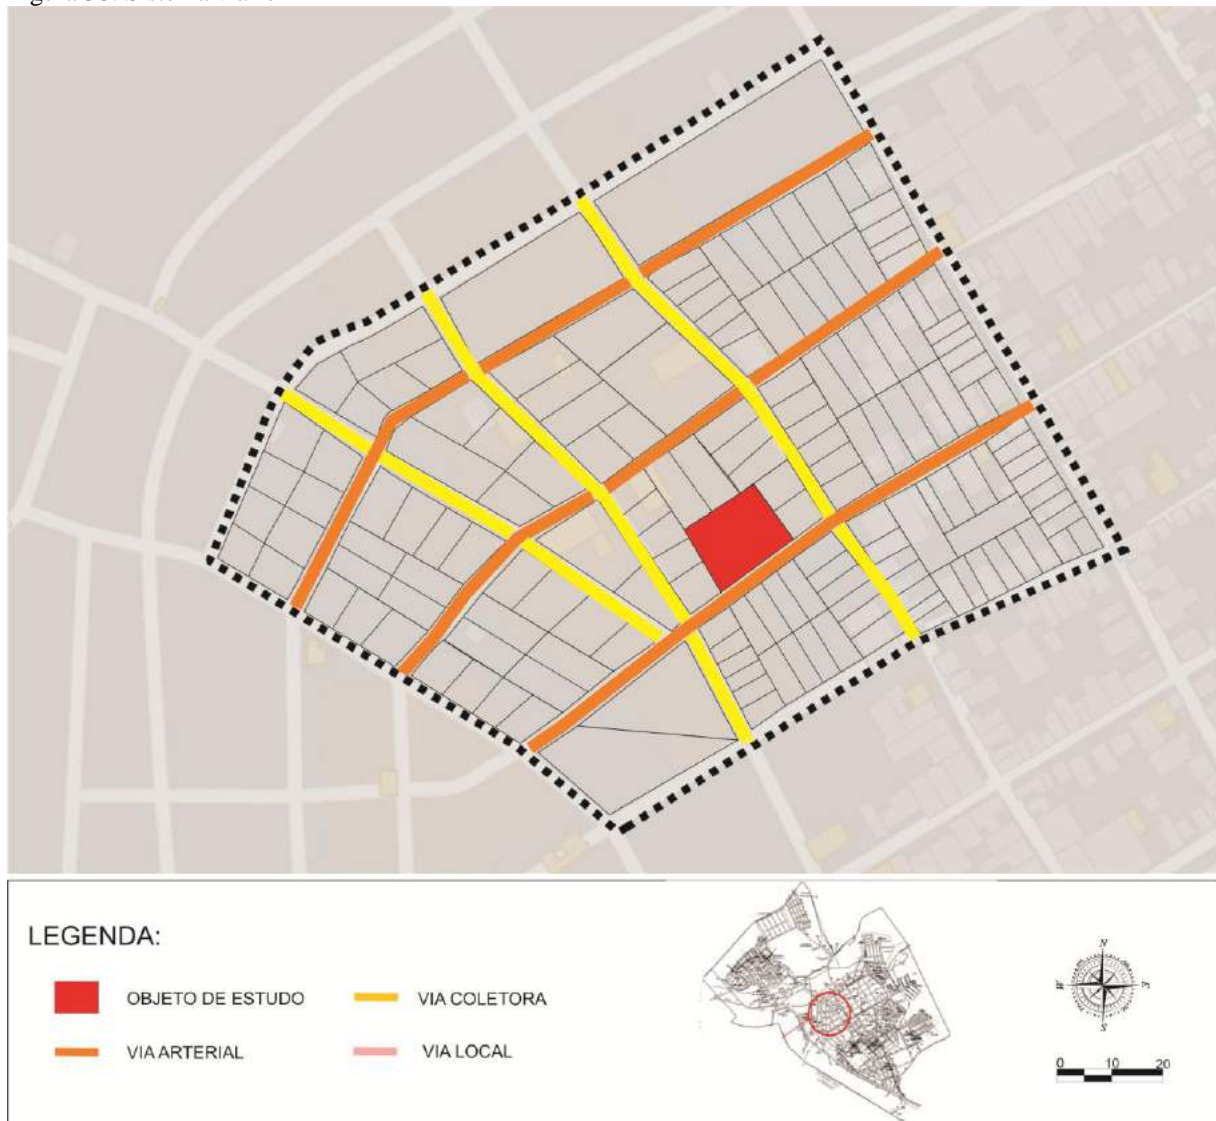 LEGENDA:
OBJETO DE ESTUDO
VIA COLETORA
VIA ARTERIAL
VIA LOCAL
N
W
E
S
0 10 20